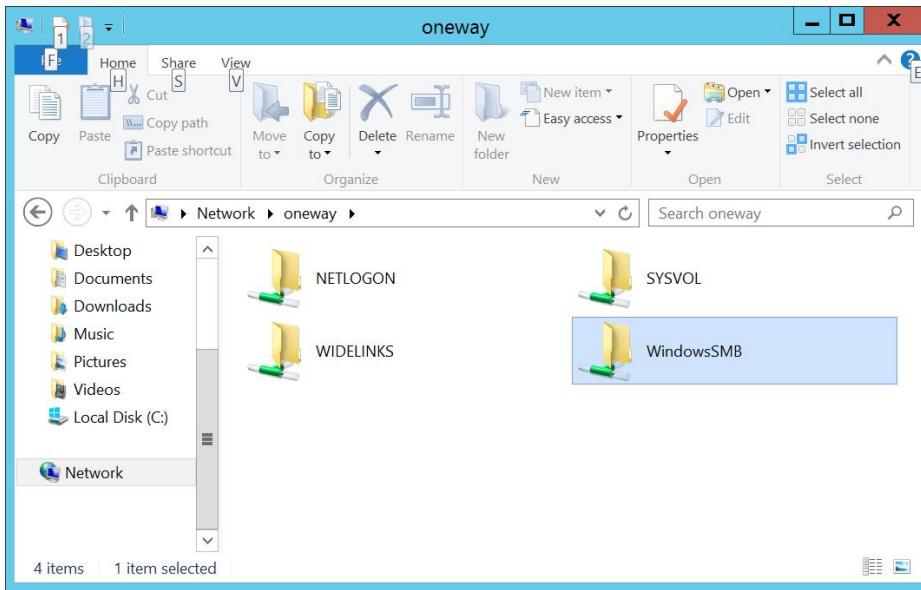 oneway
1
2
F
Home
Share
View
H
S
V
E
Copy
Paste
Cut
Copy path
Paste shortcut
Move to
Copy to
Delete
Rename
New folder
New item
Easy access
Properties
Open
Edit
Select all
Select none
Invert selection
Clipboard
Organize
New
Open
Select
Network
oneway
Search oneway
Desktop
Documents
Downloads
Music
Pictures
Videos
Local Disk (C:)
Network
NETLOGON
SYSVOL
WIDELINKS
WindowsSMB
4 items
1 item selected